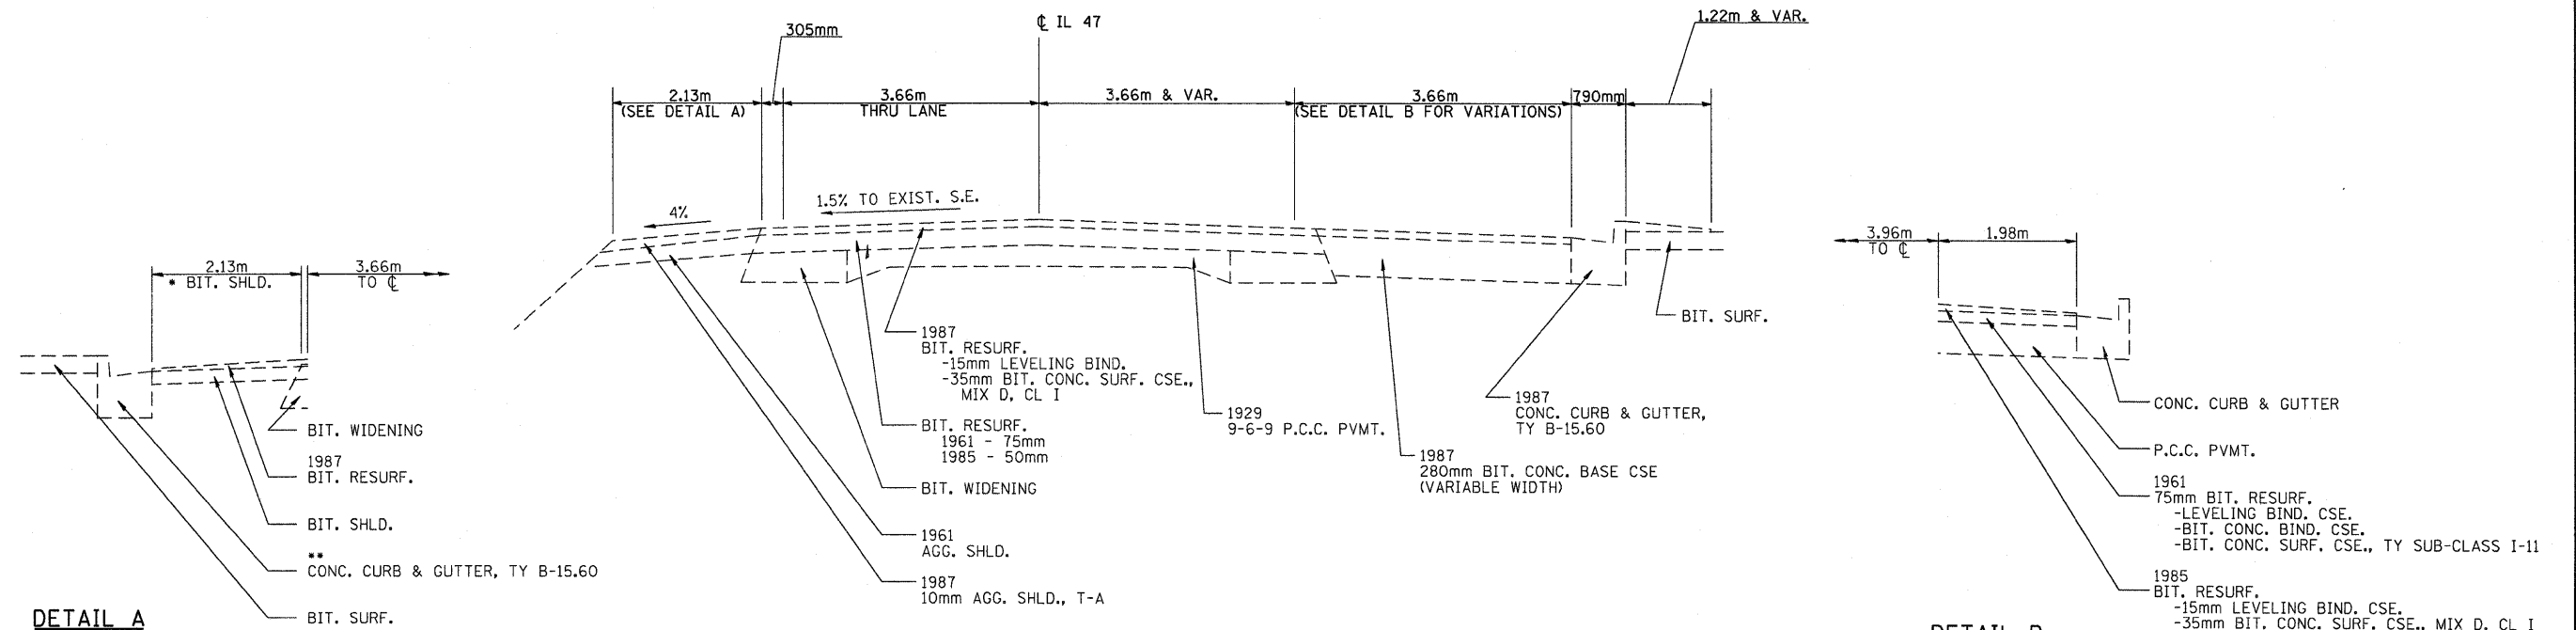 ℄ IL 47
1.22m & VAR.
305mm
2.13m
(SEE DETAIL A)
3.66m
THRU LANE
3.66m & VAR.
3.66m
(SEE DETAIL B FOR VARIATIONS)
790mm
4%
1.5% TO EXIST. S.E.
2.13m
* BIT. SHLD.
3.66m
TO ℄
BIT. WIDENING
1987
BIT. RESURF.
BIT. SHLD.
**
CONC. CURB & GUTTER, TY B-15.60
BIT. SURF.
DETAIL A
1987
BIT. RESURF.
-15mm LEVELING BIND.
-35mm BIT. CONC. SURF. CSE.,
MIX D, CL I
BIT. RESURF.
1961 - 75mm
1985 - 50mm
BIT. WIDENING
1961
AGG. SHLD.
1987
10mm AGG. SHLD., T-A
1929
9-6-9 P.C.C. PVMT.
1987
280mm BIT. CONC. BASE CSE
(VARIABLE WIDTH)
1987
CONC. CURB & GUTTER,
TY B-15.60
BIT. SURF.
3.96m
TO ℄
1.98m
CONC. CURB & GUTTER
P.C.C. PVMT.
1961
75mm BIT. RESURF.
-LEVELING BIND. CSE.
-BIT. CONC. BIND. CSE.
-BIT. CONC. SURF. CSE., TY SUB-CLASS I-11
1985
BIT. RESURF.
-15mm LEVELING BIND. CSE.
-35mm BIT. CONC. SURF. CSE., MIX D, CL I